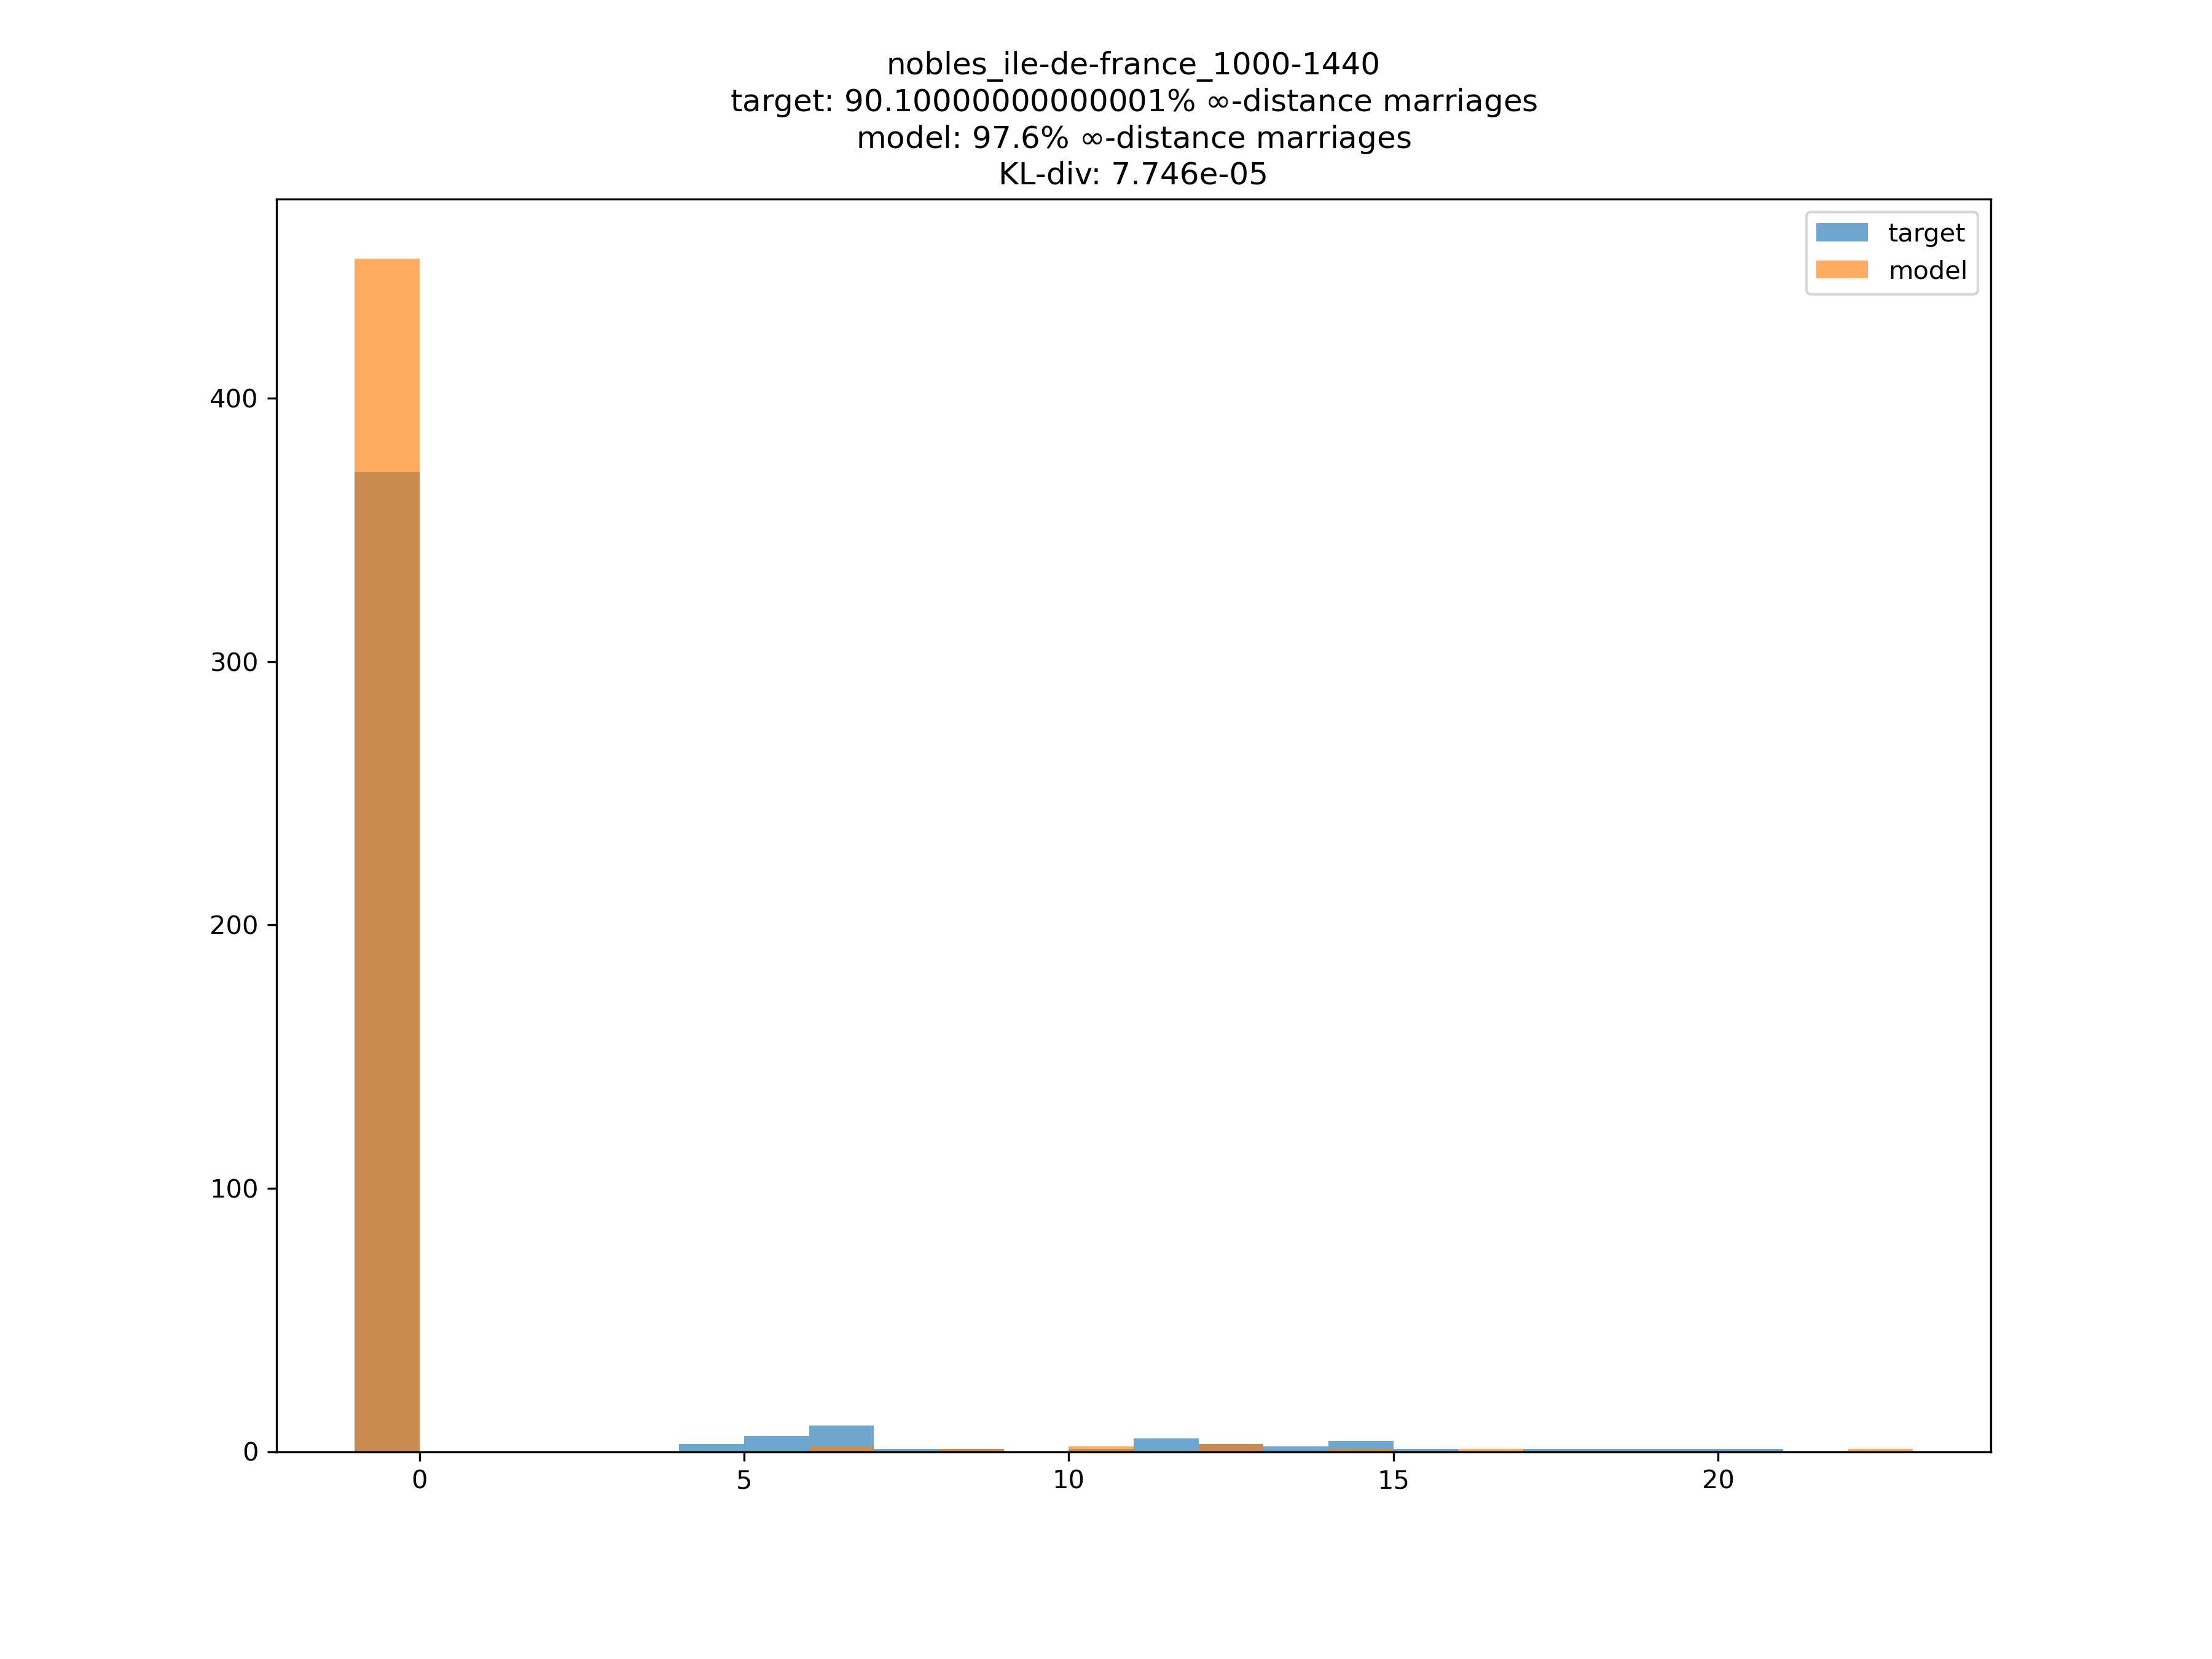 nobles_ile-de-france_1000-1440
target: 90.10000000000001% ∞-distance marriages
model: 97.6% ∞-distance marriages
KL-div: 7.746e-05
target
model
400
300
200
100
0
0 5 10 15 20